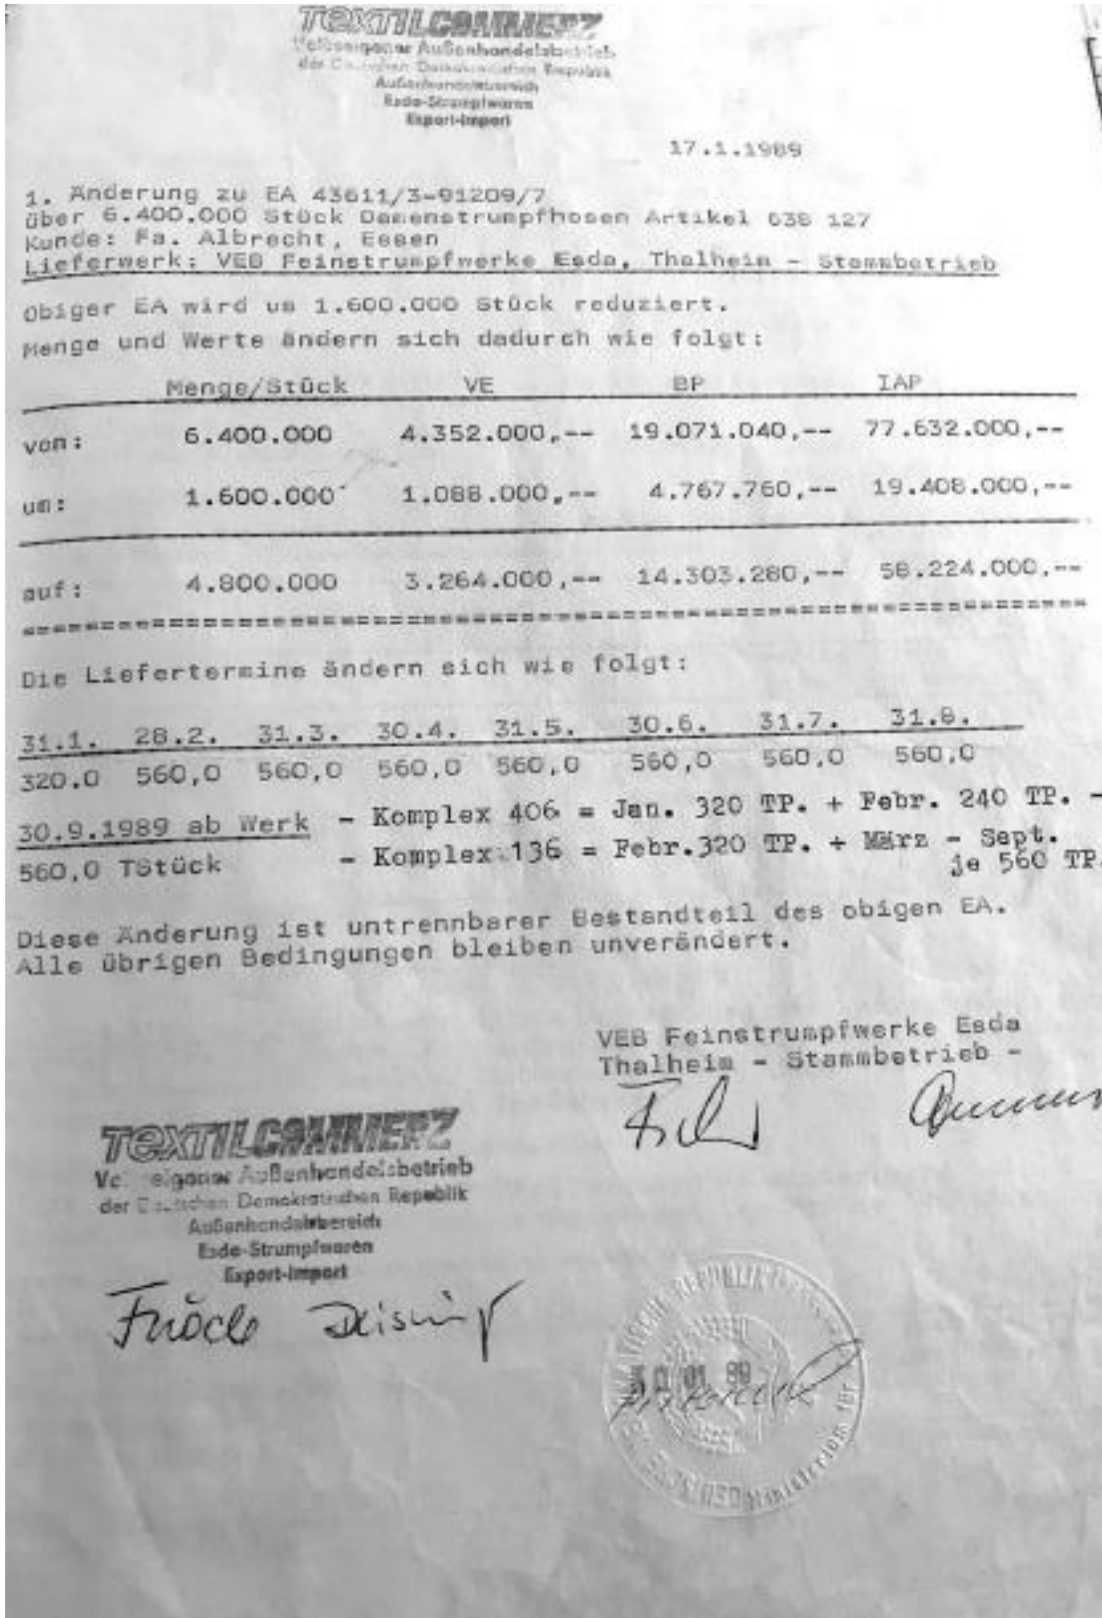 TEXTILCOMMERZ
Volkseigener Außenhandelsbetrieb
der Deutschen Demokratischen Republik
Außenhandelsbereich
Esda-Strumpfwaren
Export-Import
17.1.1989
1. Änderung zu EA 43611/3-91209/7
über 6.400.000 Stück Damenstrumpfhosen Artikel 638 127
Kunde: Fa. Albrecht, Essen
Lieferwerk: VEB Feinstrumpfwerke Esda, Thalheim - Stammbetrieb
Obiger EA wird um 1.600.000 Stück reduziert.
Menge und Werte ändern sich dadurch wie folgt:
Menge/Stück VE BP IAP
von: 6.400.000 4.352.000,-- 19.071.040,-- 77.632.000,--
um: 1.600.000 1.088.000,-- 4.767.760,-- 19.408.000,--
auf: 4.800.000 3.264.000,-- 14.303.280,-- 58.224.000,--
Die Liefertermine ändern sich wie folgt:
31.1. 28.2. 31.3. 30.4. 31.5. 30.6. 31.7. 31.8.
320.0 560,0 560,0 560,0 560,0 560,0 560,0 560,0
30.9.1989 ab Werk - Komplex 406 = Jan. 320 TP. + Febr. 240 TP. -
560,0 TStück - Komplex 136 = Febr.320 TP. + März - Sept.
je 560 TP.
Diese Änderung ist untrennbarer Bestandteil des obigen EA.
Alle übrigen Bedingungen bleiben unverändert.
VEB Feinstrumpfwerke Esda
Thalheim - Stammbetrieb -
TEXTILCOMMERZ
Volkseigener Außenhandelsbetrieb
der Deutschen Demokratischen Republik
Außenhandelsbereich
Esda-Strumpfwaren
Export-Import